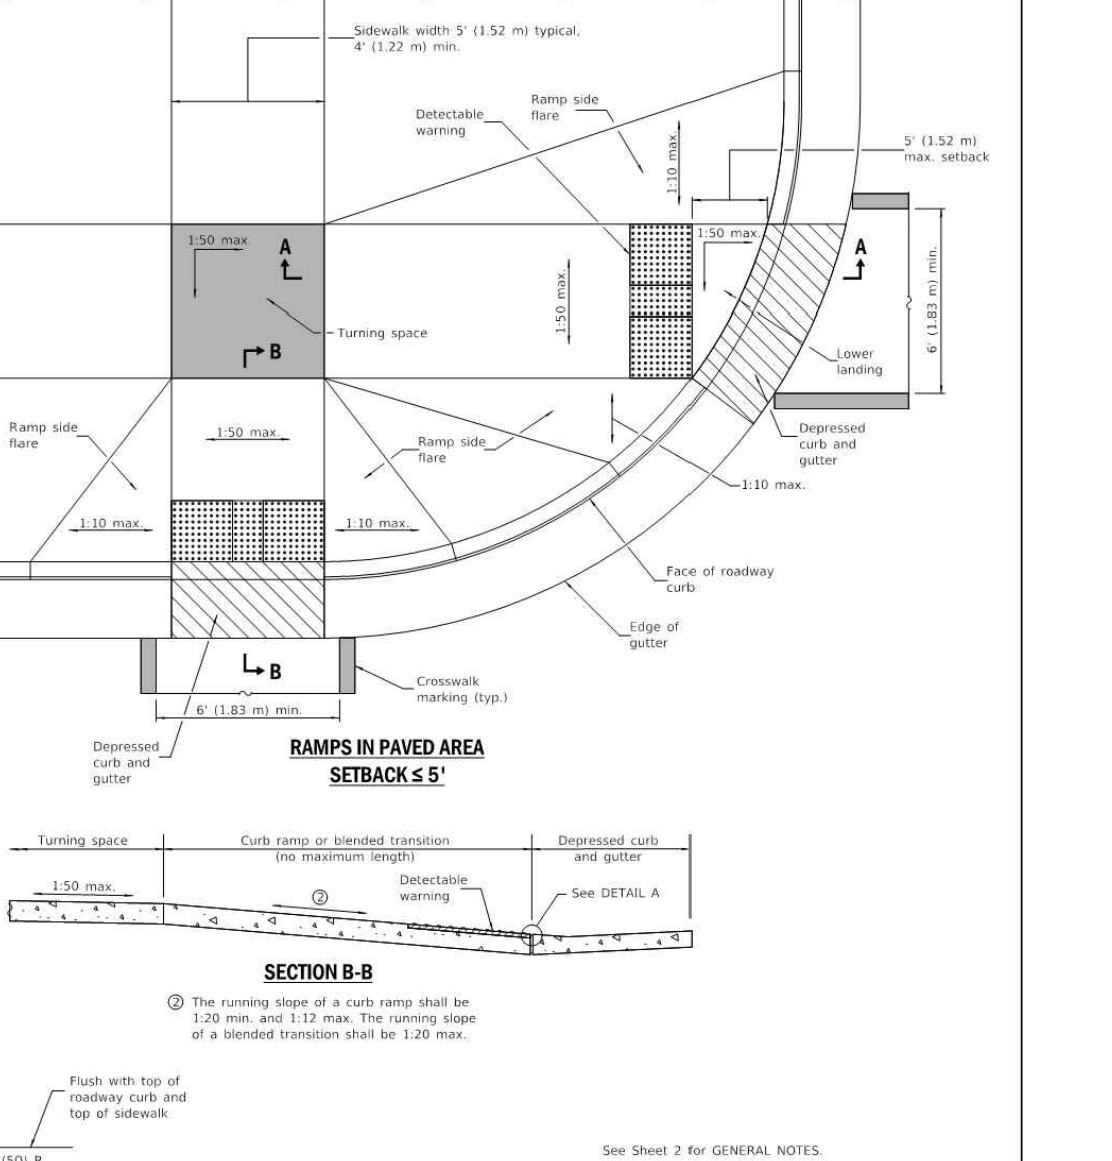 Sidewalk width 5' (1.52 m) typical,
4' (1.22 m) min.
Detectable
warning
Ramp side
flare
1:10 max.
5' (1.52 m)
max. setback
1:50 max.
A
1:50 max.
A
1:50 max.
6' (1.83 m) min.
Turning space
B
Lower
landing
Ramp side
flare
1:50 max.
Ramp side
flare
Depressed
curb and
gutter
1:10 max.
1:10 max.
1:10 max.
Face of roadway
curb
Edge of
gutter
B
Crosswalk
marking (typ.)
6' (1.83 m) min.
Depressed
curb and
gutter
RAMPS IN PAVED AREA
SETBACK ≤ 5'
Turning space
Curb ramp or blended transition
(no maximum length)
Depressed curb
and gutter
1:50 max.
②
Detectable
warning
See DETAIL A
SECTION B-B
② The running slope of a curb ramp shall be
1:20 min. and 1:12 max. The running slope
of a blended transition shall be 1:20 max.
Flush with top of
roadway curb and
top of sidewalk
See Sheet 2 for GENERAL NOTES.